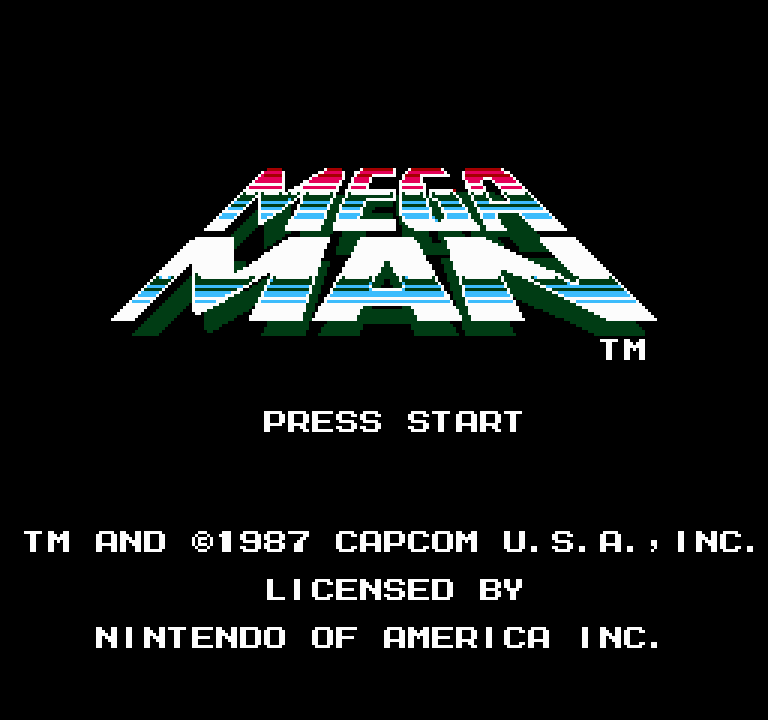 MEGA
MAN
TM
PRESS START
TM AND ©1987 CAPCOM U.S.A., INC.
LICENSED BY
NINTENDO OF AMERICA INC.